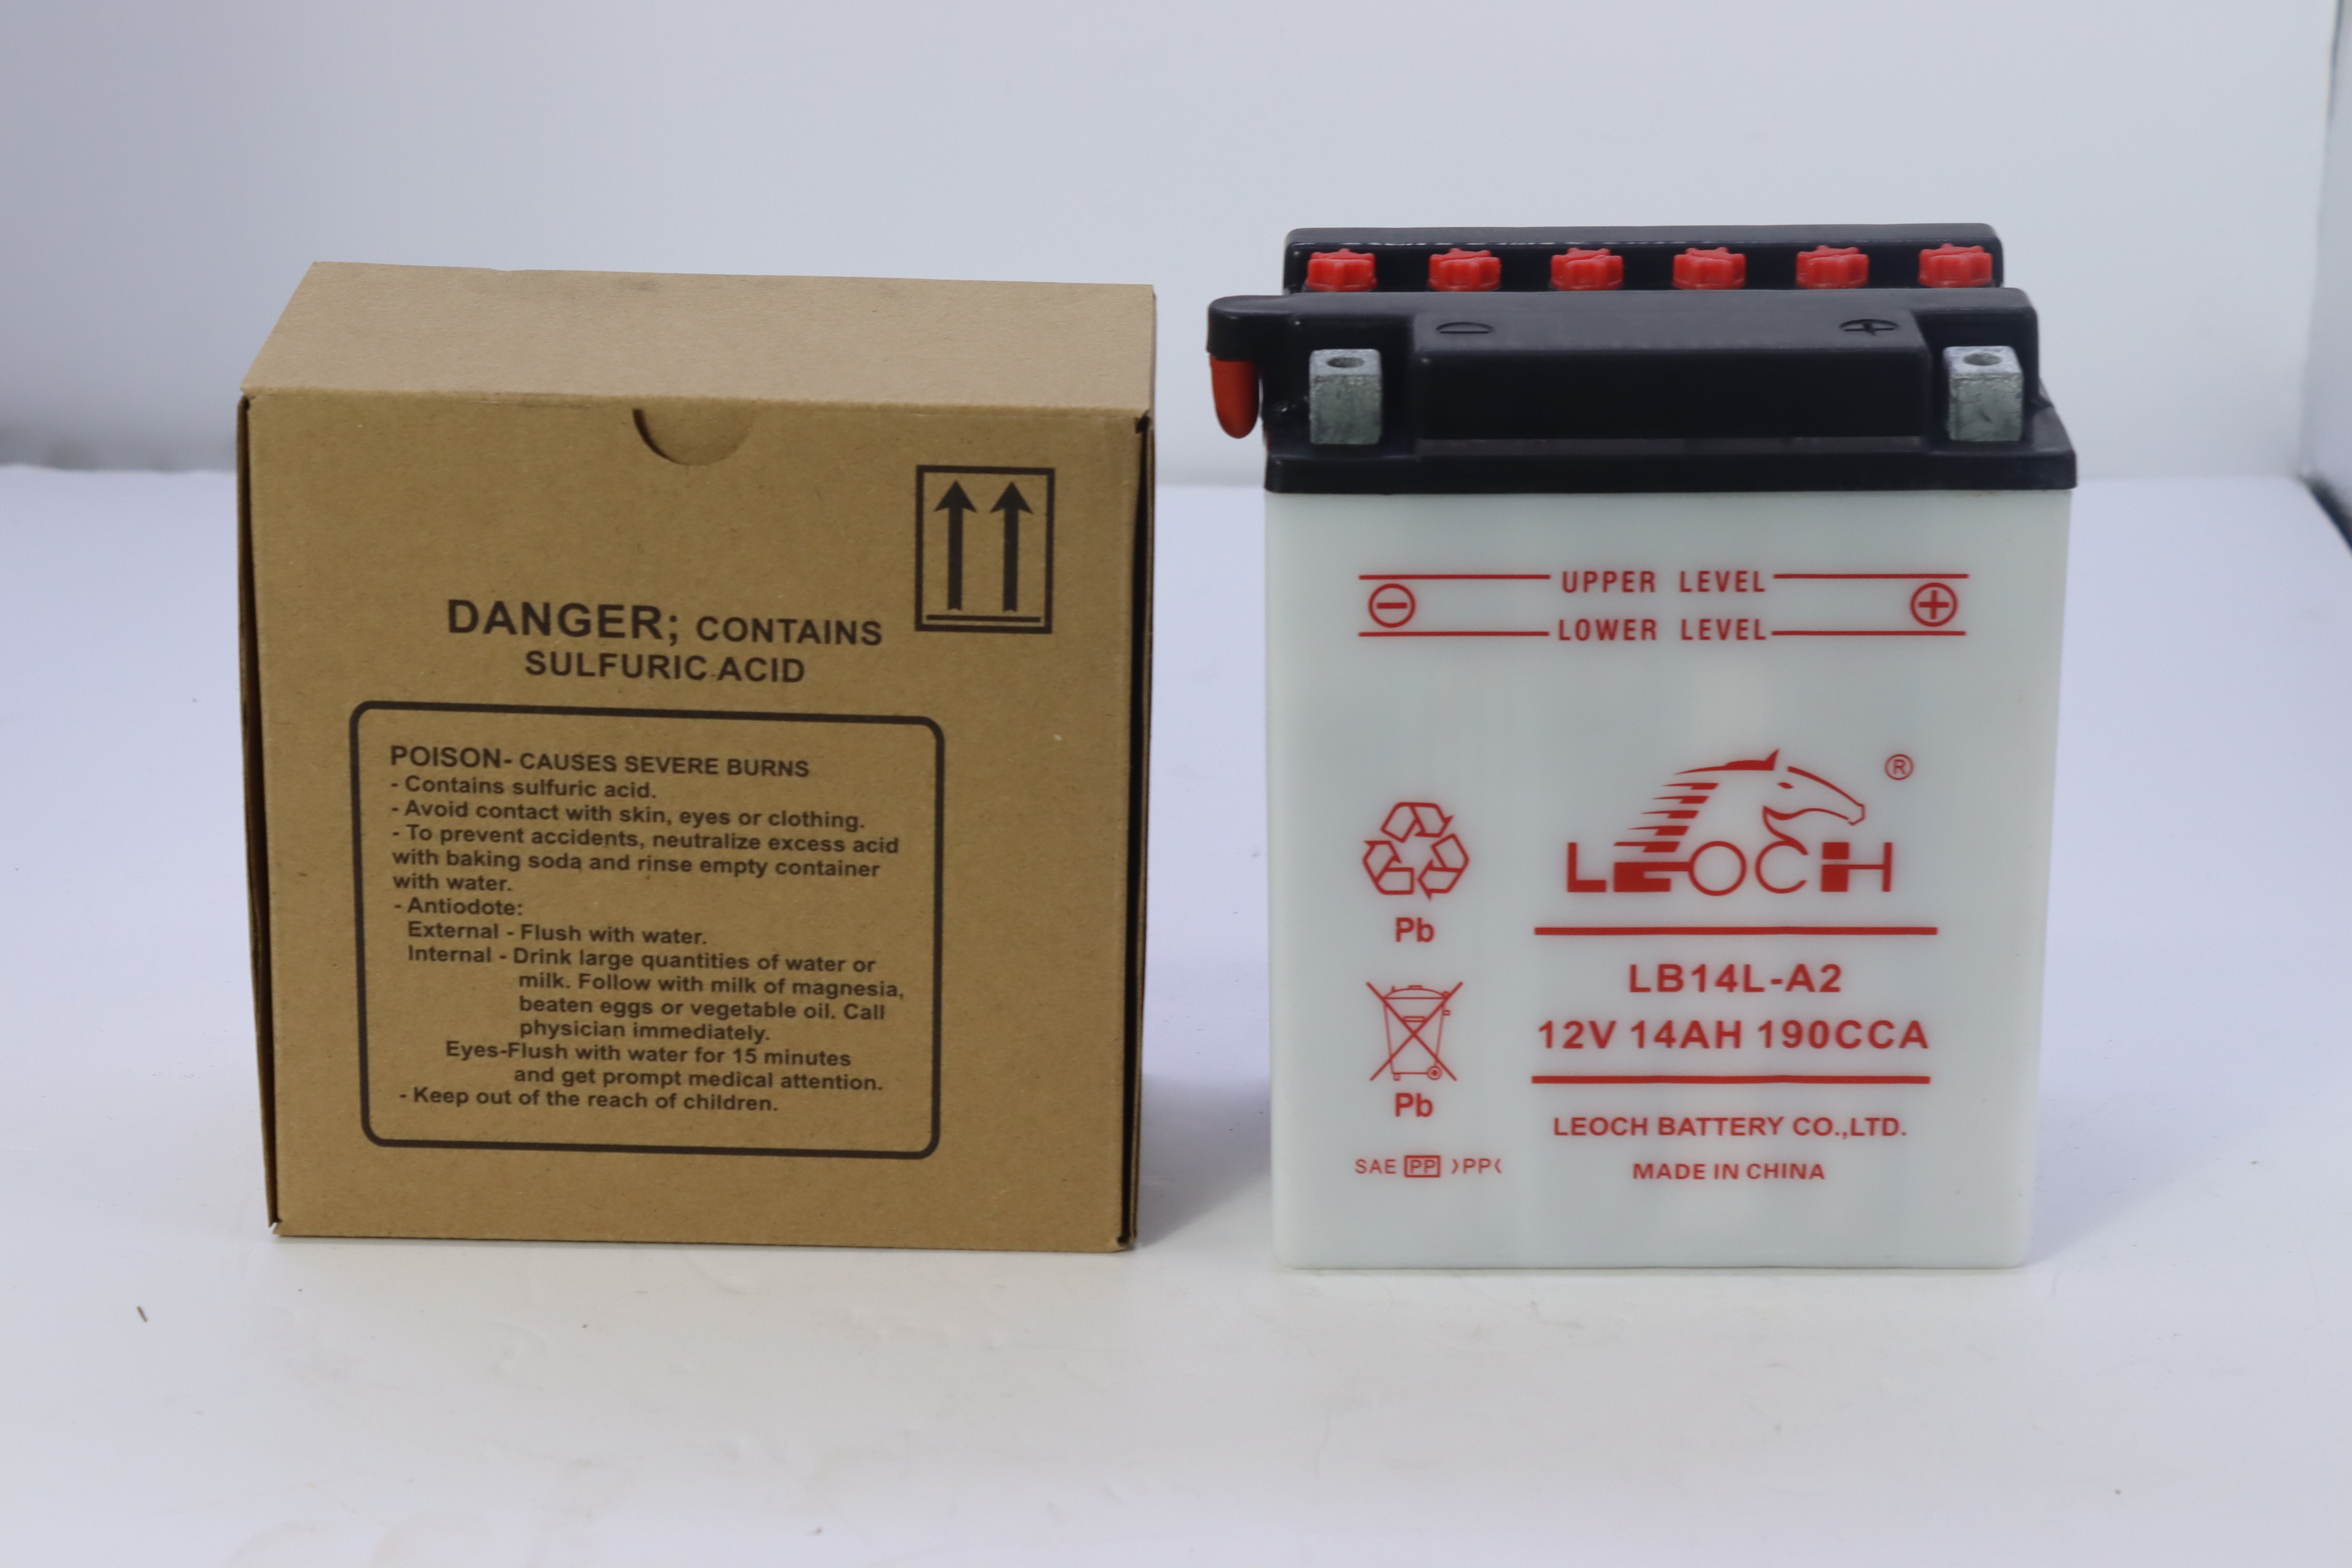 DANGER; CONTAINS
SULFURIC ACID
POISON- CAUSES SEVERE BURNS
- Contains sulfuric acid.
- Avoid contact with skin, eyes or clothing.
- To prevent accidents, neutralize excess acid
with baking soda and rinse empty container
with water.
- Antiodote:
External - Flush with water.
Internal - Drink large quantities of water or
milk. Follow with milk of magnesia,
beaten eggs or vegetable oil. Call
physician immediately.
Eyes-Flush with water for 15 minutes
and get prompt medical attention.
- Keep out of the reach of children.
UPPER LEVEL
LOWER LEVEL
LEOCH ®
Pb
Pb
SAE PP >PP<
LB14L-A2
12V 14AH 190CCA
LEOCH BATTERY CO.,LTD.
MADE IN CHINA